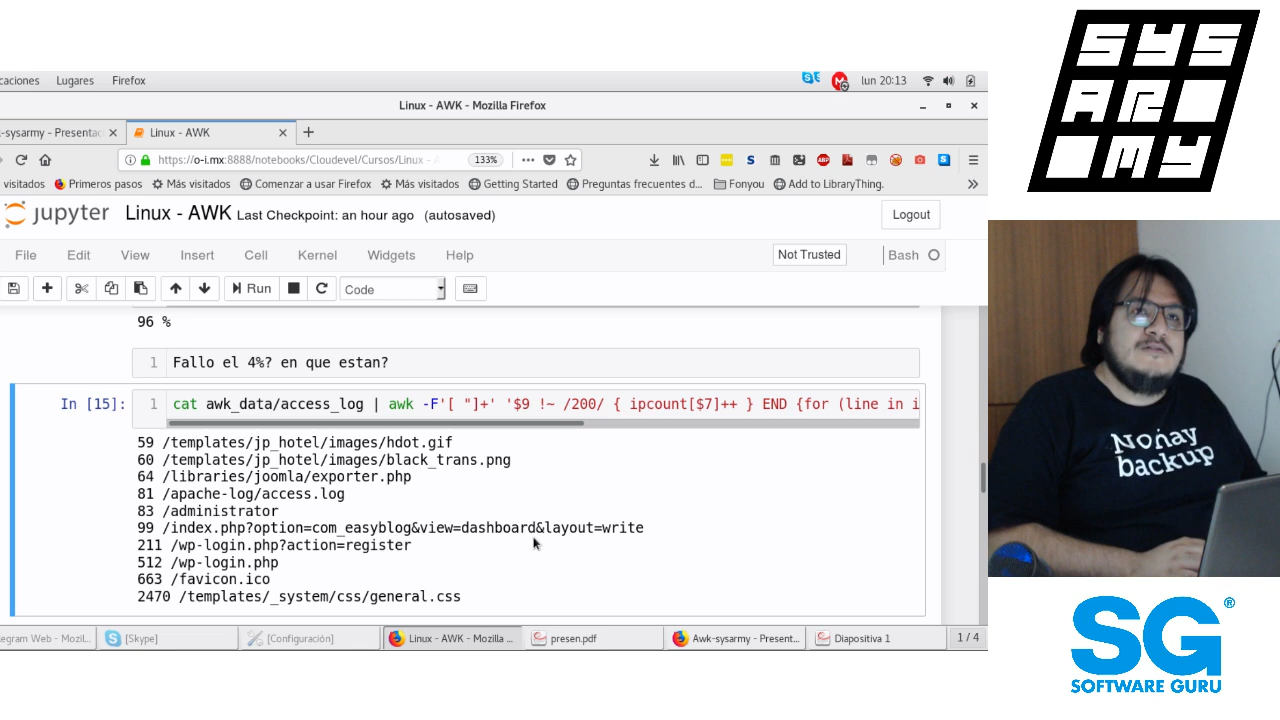 caciones Lugares Firefox lun 20:13
Linux - AWK - Mozilla Firefox
-sysarmy - Presentac Linux - AWK
https://o-i.mx:8888/notebooks/Cloudevel/Cursos/Linux - A 133%
visitados Primeros pasos Más visitados Comenzar a usar Firefox Más visitados Getting Started Preguntas frecuentes d... Fonyou Add to LibraryThing.
jupyter Linux - AWK Last Checkpoint: an hour ago (autosaved) Logout
File Edit View Insert Cell Kernel Widgets Help Not Trusted Bash
Run Code
96 %
1 Fallo el 4%? en que estan?
In [15]: 1 cat awk_data/access_log | awk -F'[ "]+' '$9 !~ /200/ { ipcount[$7]++ } END {for (line in i
59 /templates/jp_hotel/images/hdot.gif
60 /templates/jp_hotel/images/black_trans.png
64 /libraries/joomla/exporter.php
81 /apache-log/access.log
83 /administrator
99 /index.php?option=com_easyblog&view=dashboard&layout=write
211 /wp-login.php?action=register
512 /wp-login.php
663 /favicon.ico
2470 /templates/_system/css/general.css
egram Web - Mozil... [Skype] [Configuración] Linux - AWK - Mozilla ... presen.pdf Awk-sysarmy - Present... Diapositiva 1 1 / 4
SYS
AR
MY
No hay
backup
SG®
SOFTWARE GURU